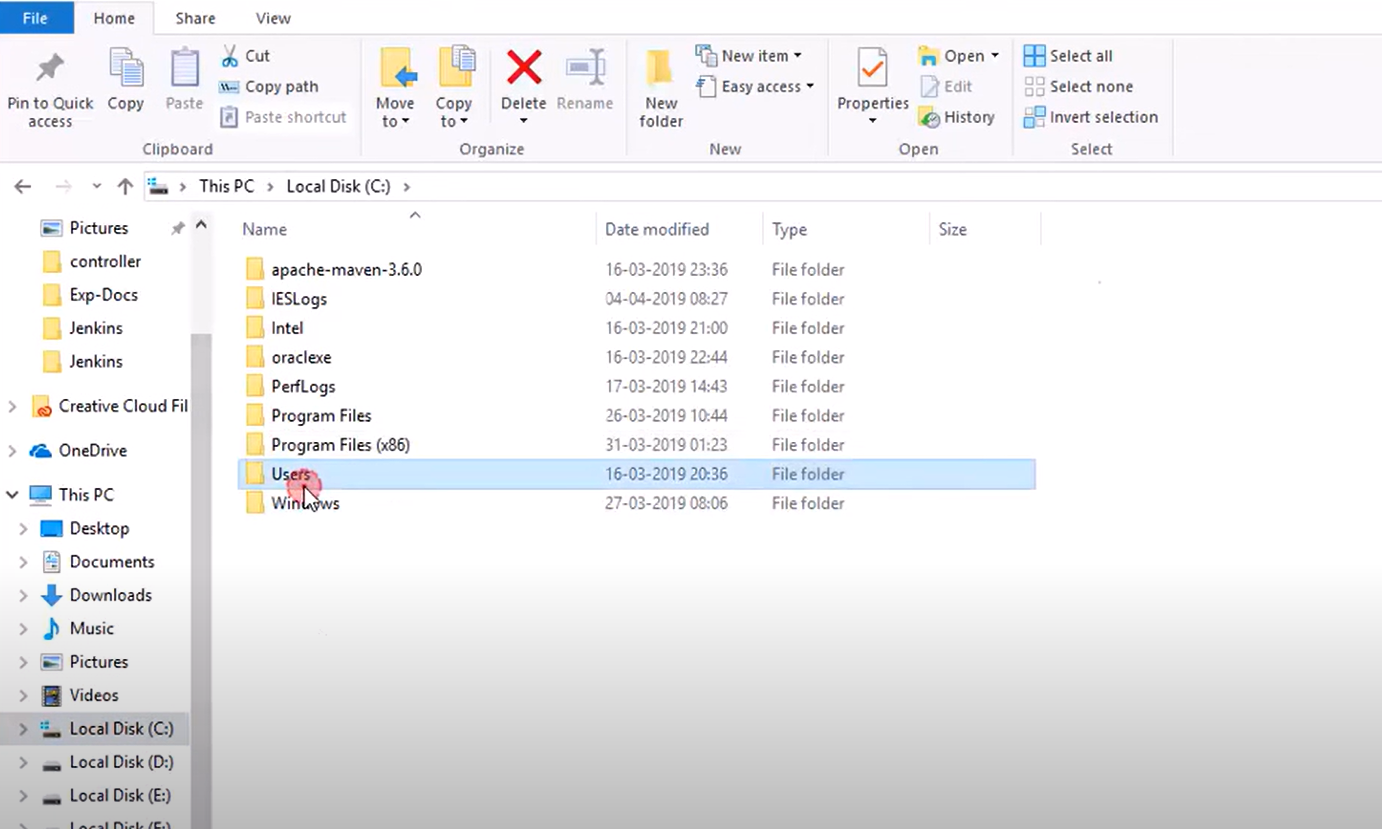 File Home Share View
Pin to Quick access
Copy
Paste
Cut
Copy path
Paste shortcut
Clipboard
Move to
Copy to
Delete
Rename
Organize
New folder
New item
Easy access
New
Properties
Open
Edit
History
Open
Select all
Select none
Invert selection
Select
This PC Local Disk (C:)
Pictures
controller
Exp-Docs
Jenkins
Jenkins
Creative Cloud Fil
OneDrive
This PC
Desktop
Documents
Downloads
Music
Pictures
Videos
Local Disk (C:)
Local Disk (D:)
Local Disk (E:)
Local Disk (F:)
Name Date modified Type Size
apache-maven-3.6.0 16-03-2019 23:36 File folder
IESLogs 04-04-2019 08:27 File folder
Intel 16-03-2019 21:00 File folder
oraclexe 16-03-2019 22:44 File folder
PerfLogs 17-03-2019 14:43 File folder
Program Files 26-03-2019 10:44 File folder
Program Files (x86) 31-03-2019 01:23 File folder
Users 16-03-2019 20:36 File folder
Windows 27-03-2019 08:06 File folder